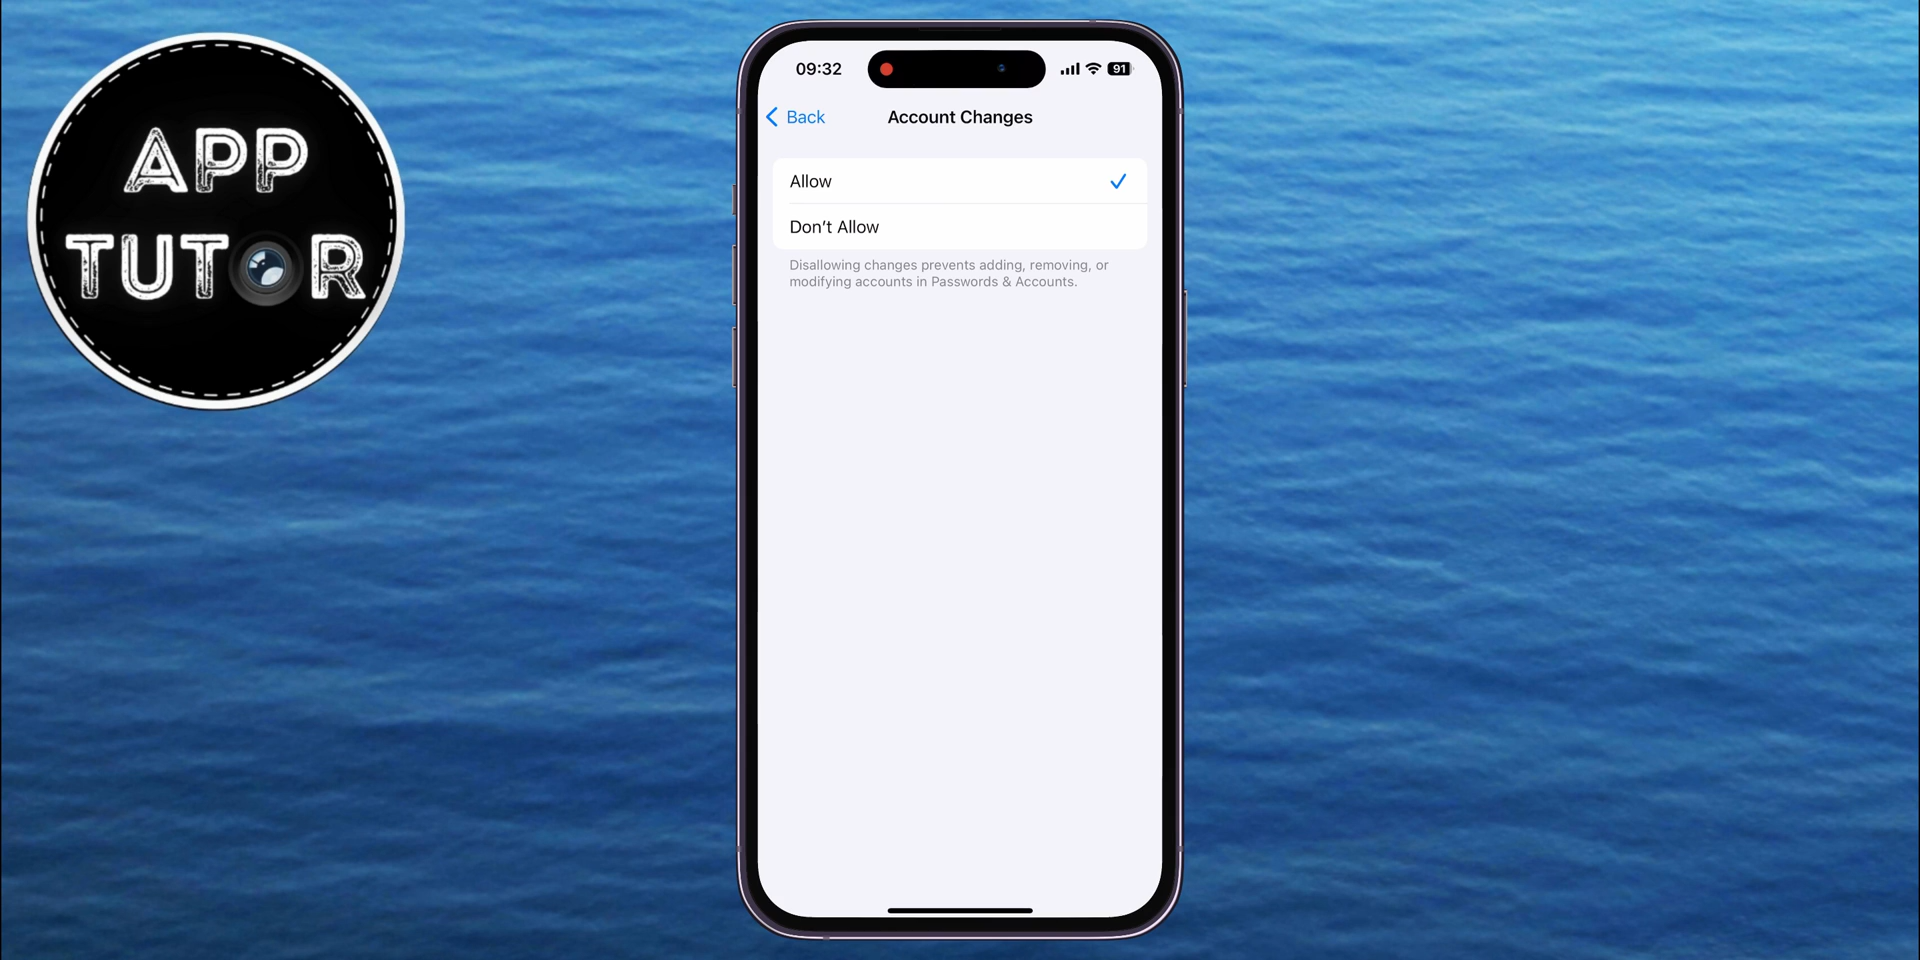 APP
TUTOR
09:32
91
Back
Account Changes
Allow
Don’t Allow
Disallowing changes prevents adding, removing, or
modifying accounts in Passwords & Accounts.